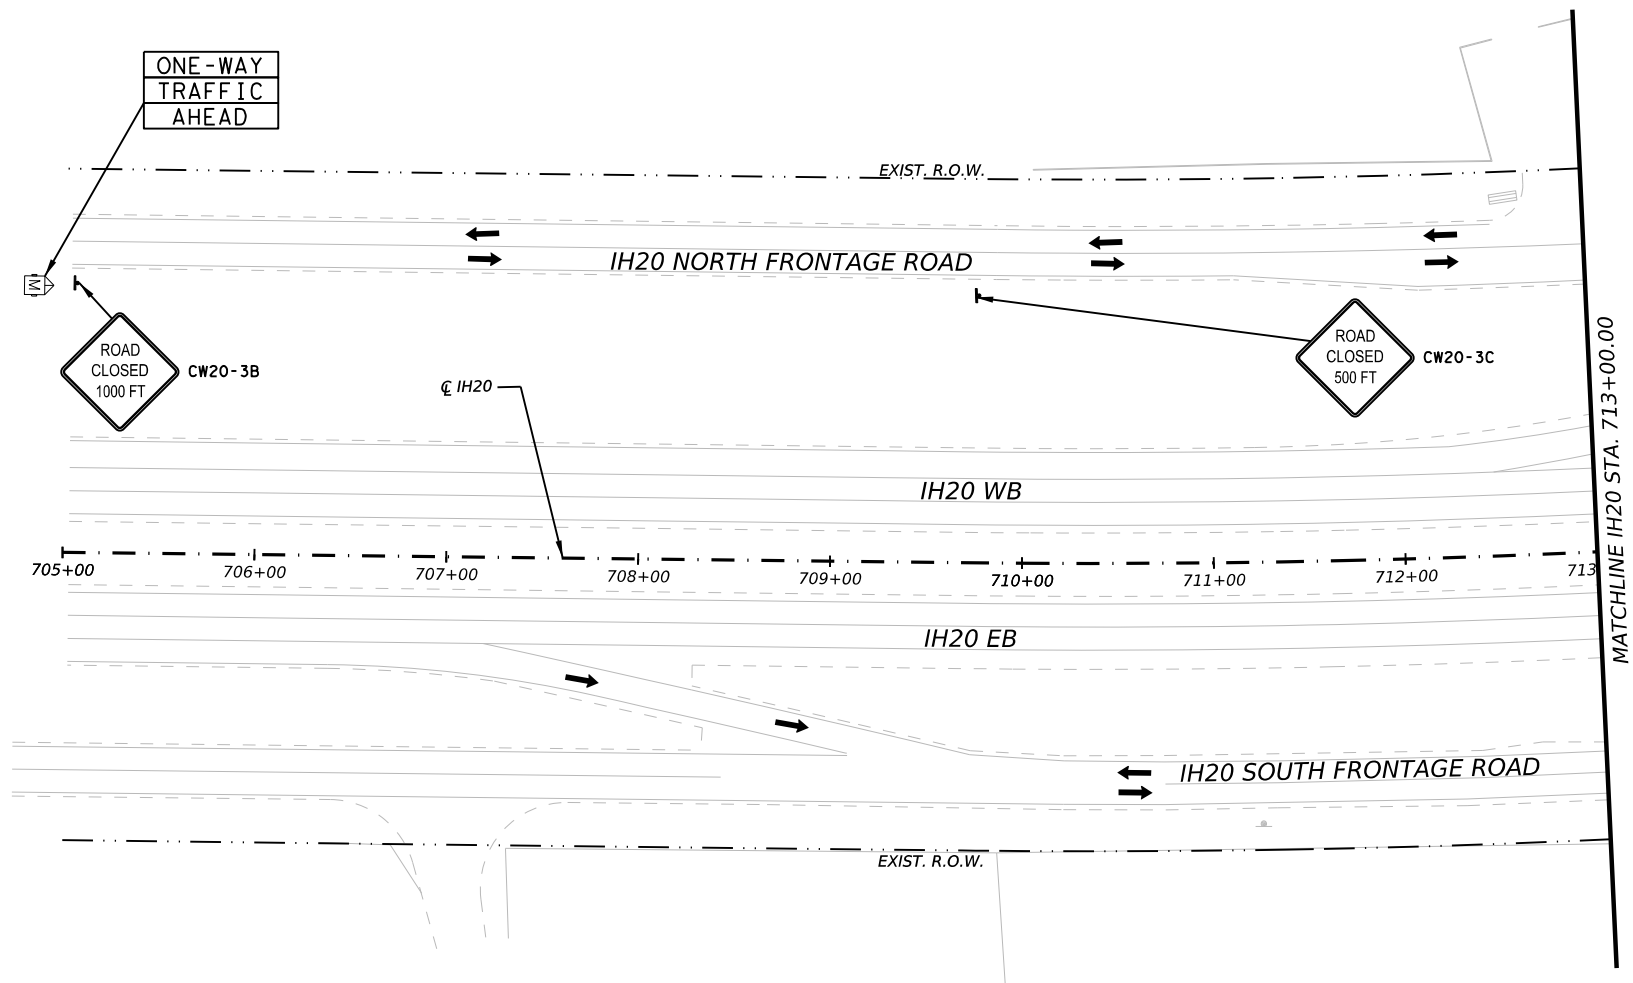 ONE-WAY
TRAFFIC
AHEAD
EXIST. R.O.W.
IH20 NORTH FRONTAGE ROAD
M
ROAD
CLOSED
1000 FT
CW20-3B
ROAD
CLOSED
500 FT
CW20-3C
℄ IH20
MATCHLINE IH20 STA. 713+00.00
IH20 WB
705+00
706+00
707+00
708+00
709+00
710+00
711+00
712+00
713
IH20 EB
IH20 SOUTH FRONTAGE ROAD
EXIST. R.O.W.